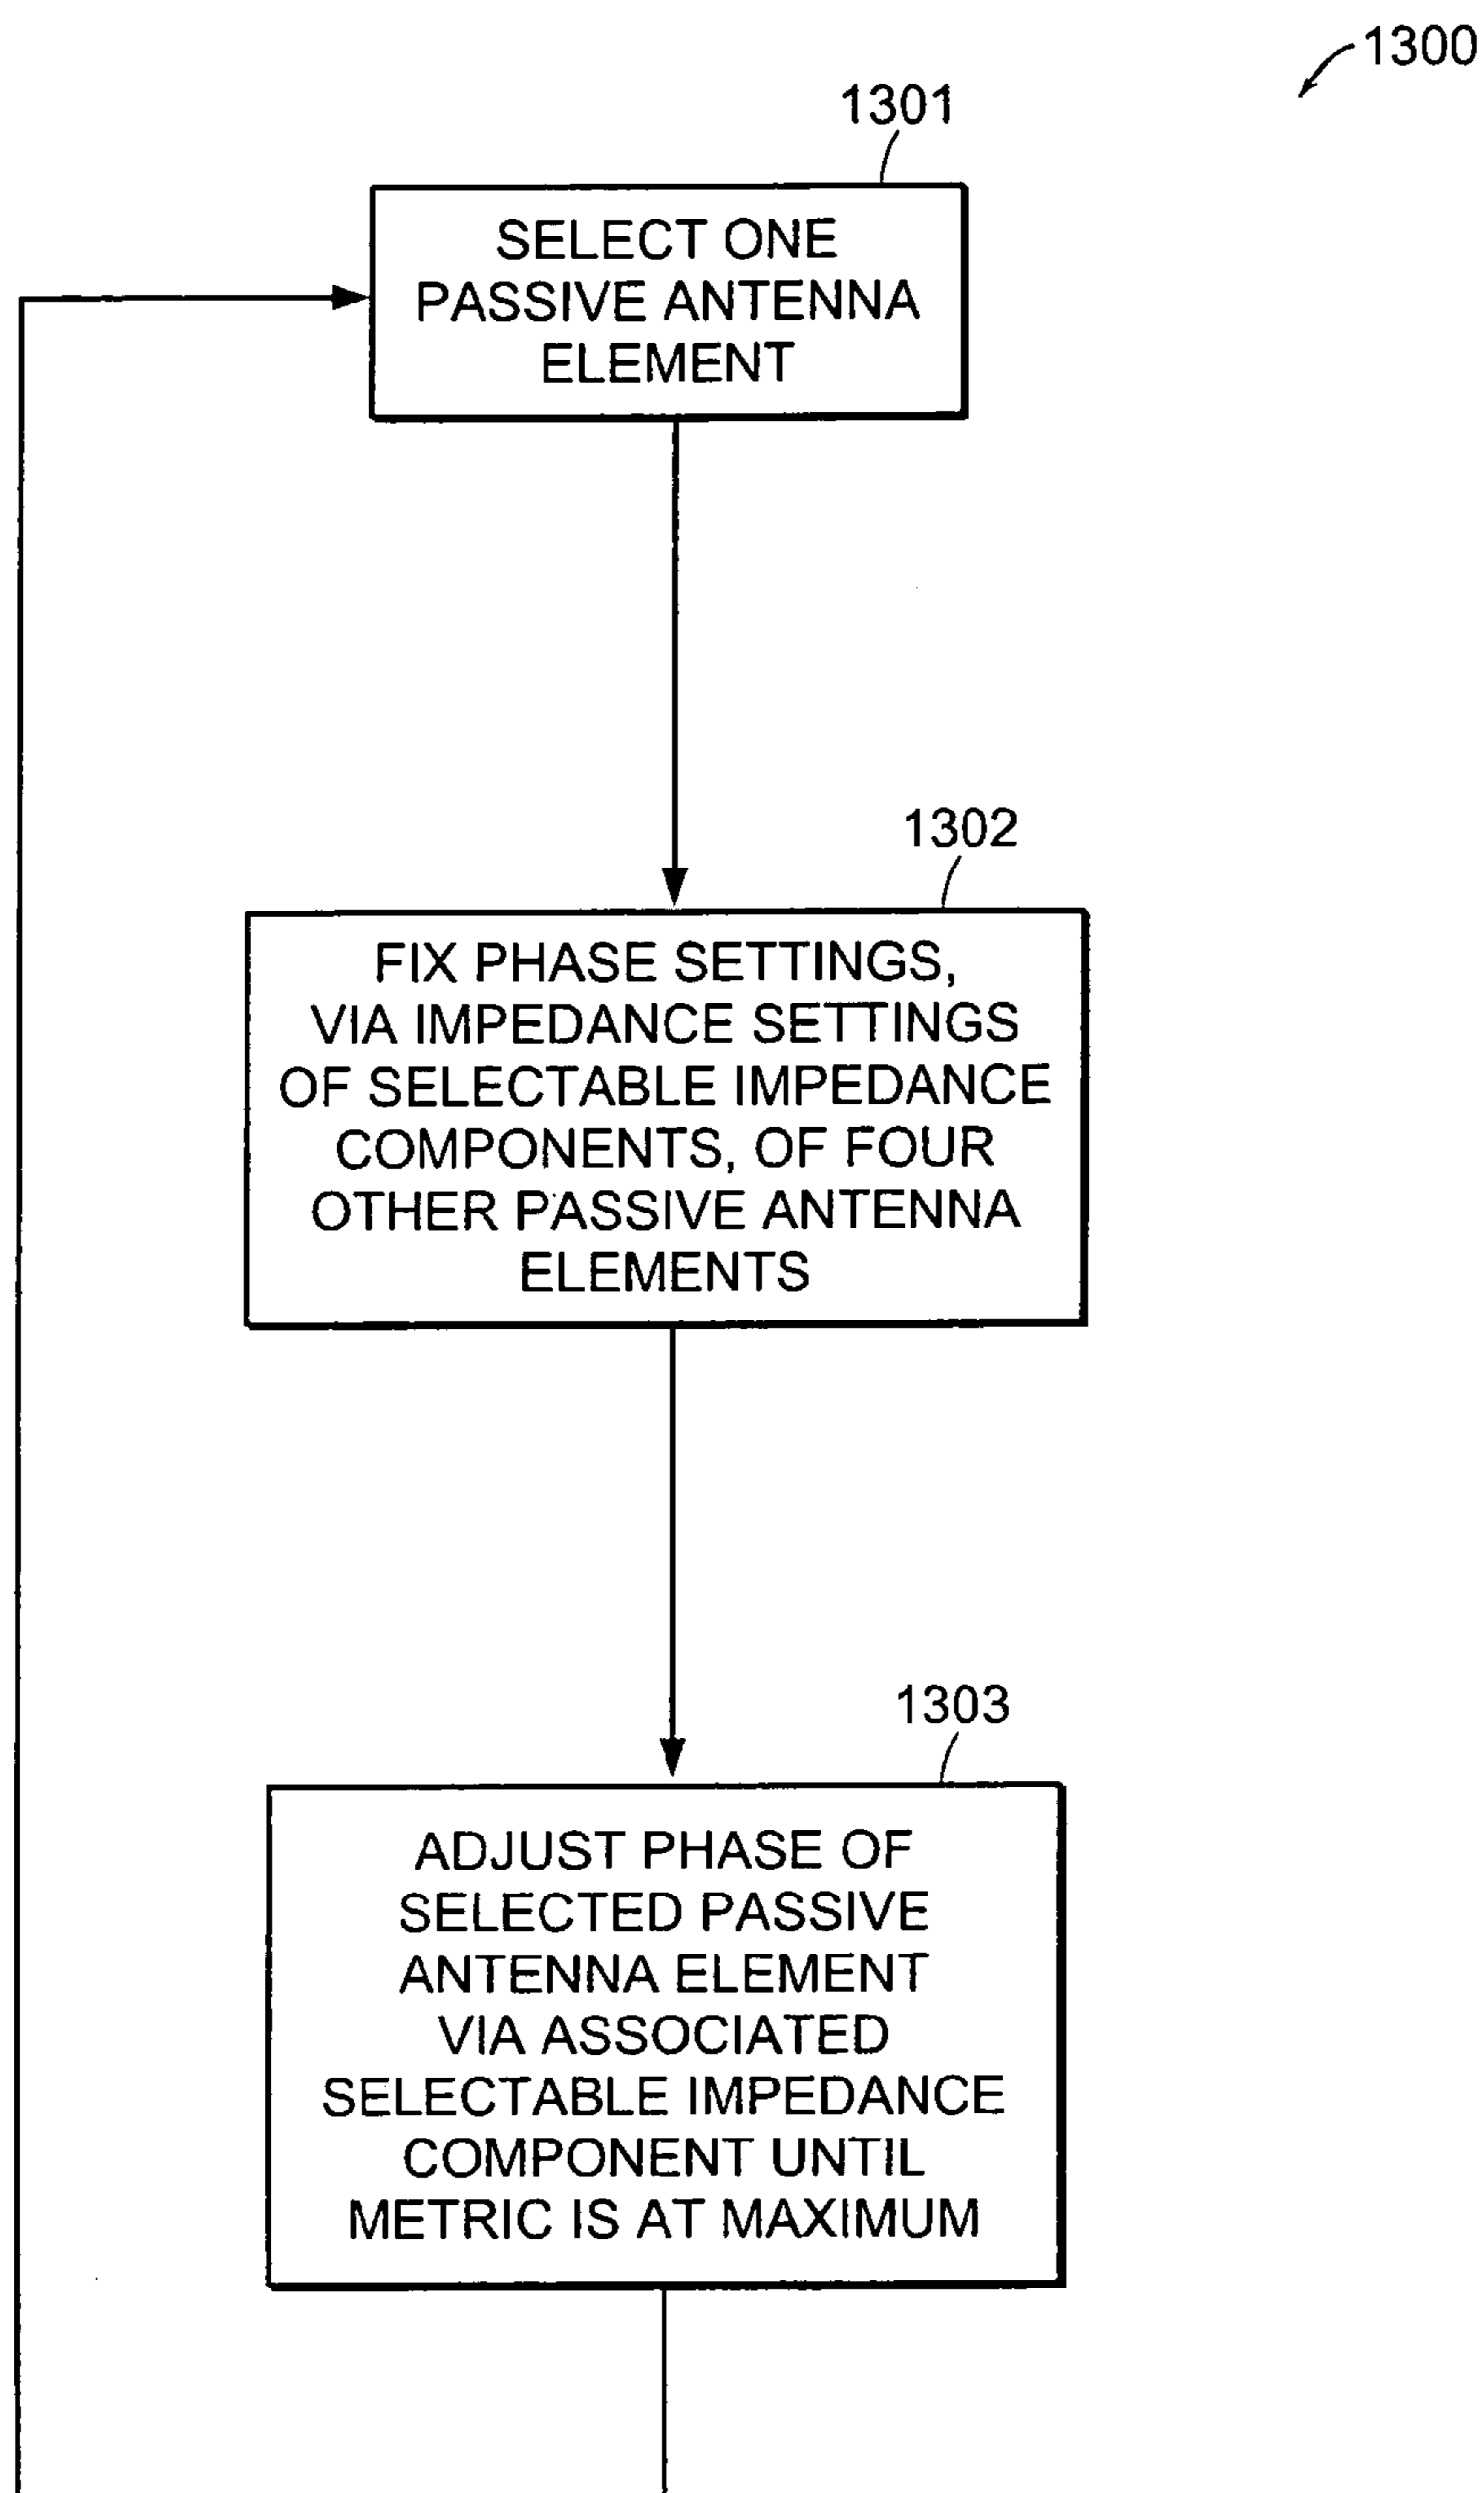 1300
1301
SELECT ONE
PASSIVE ANTENNA
ELEMENT
1302
FIX PHASE SETTINGS,
VIA IMPEDANCE SETTINGS
OF SELECTABLE IMPEDANCE
COMPONENTS, OF FOUR
OTHER PASSIVE ANTENNA
ELEMENTS
1303
ADJUST PHASE OF
SELECTED PASSIVE
ANTENNA ELEMENT
VIA ASSOCIATED
SELECTABLE IMPEDANCE
COMPONENT UNTIL
METRIC IS AT MAXIMUM